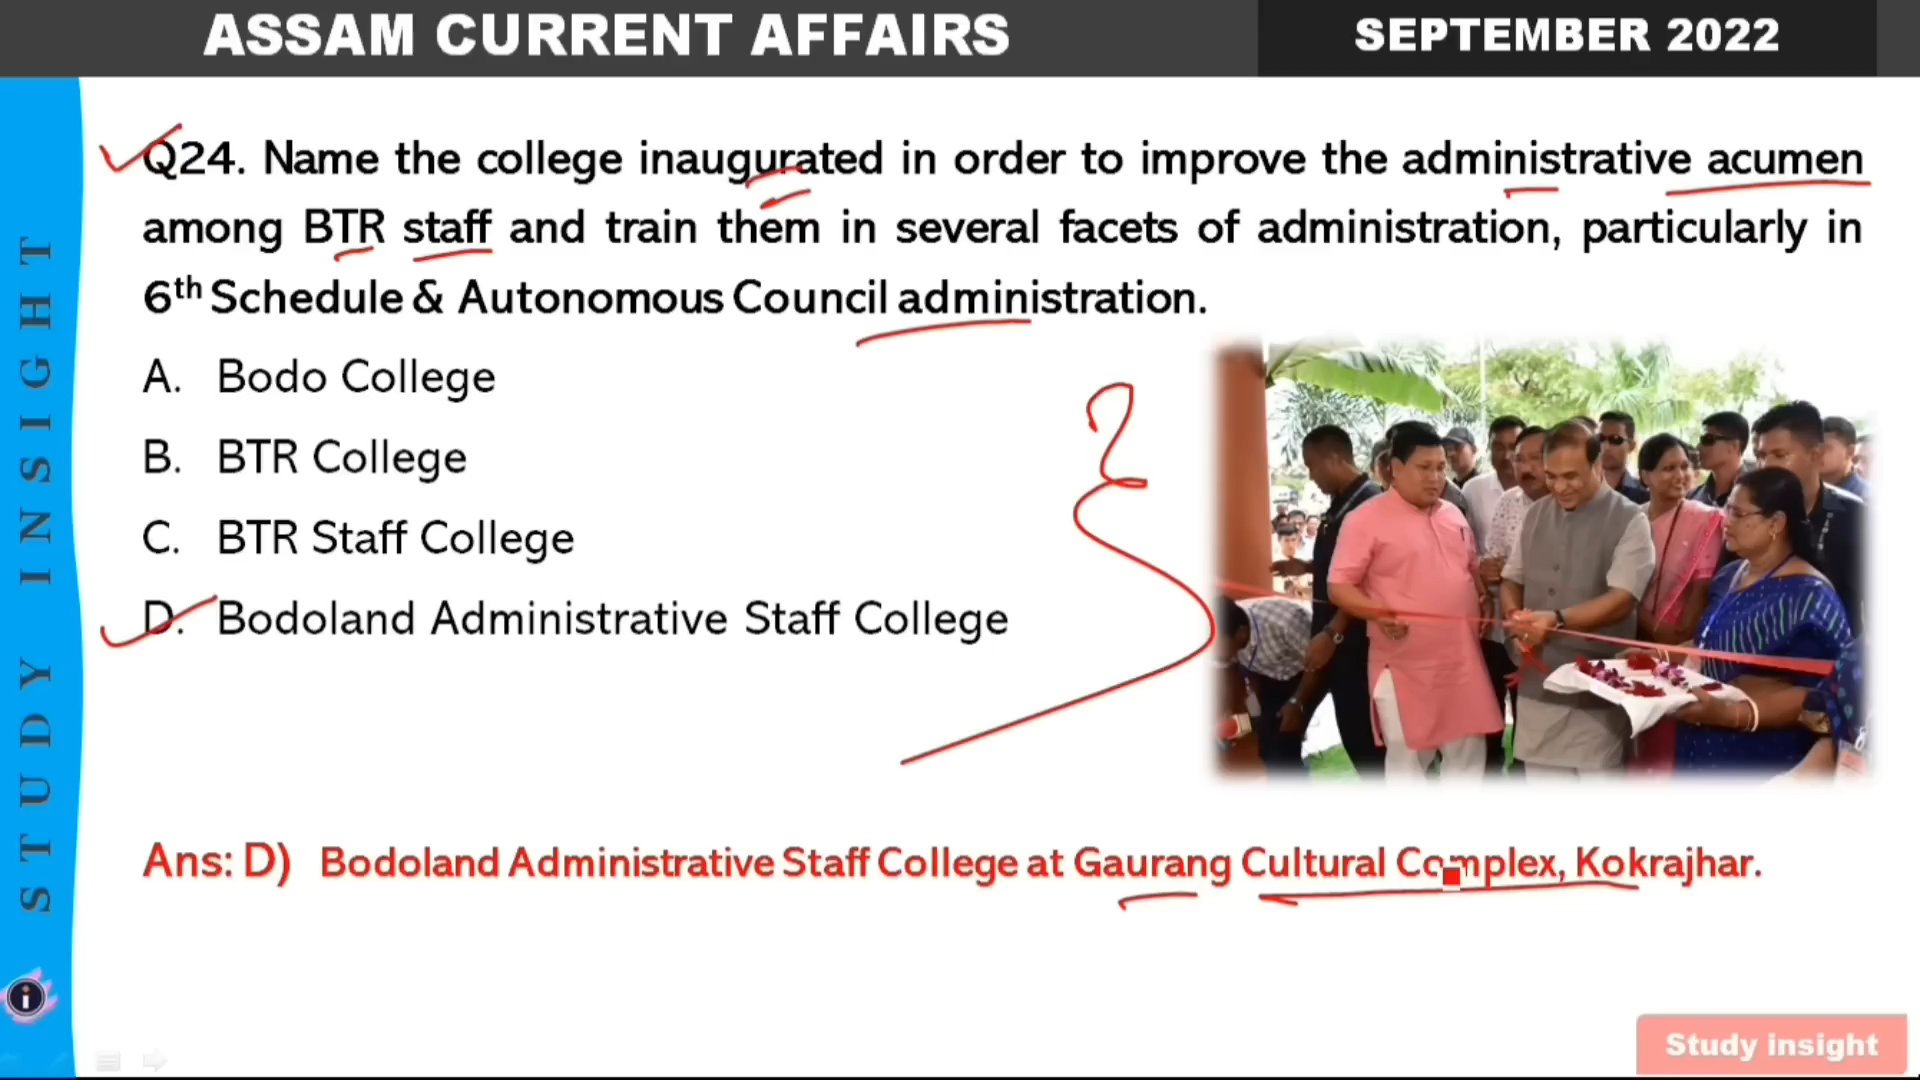 ASSAM CURRENT AFFAIRS
SEPTEMBER 2022
Q24. Name the college inaugurated in order to improve the administrative acumen
among BTR staff and train them in several facets of administration, particularly in
6th Schedule & Autonomous Council administration.
A. Bodo College
B. BTR College
C. BTR Staff College
D. Bodoland Administrative Staff College
Ans: D) Bodoland Administrative Staff College at Gaurang Cultural Complex, Kokrajhar.
STUDY INSIGHT
i
Study insight